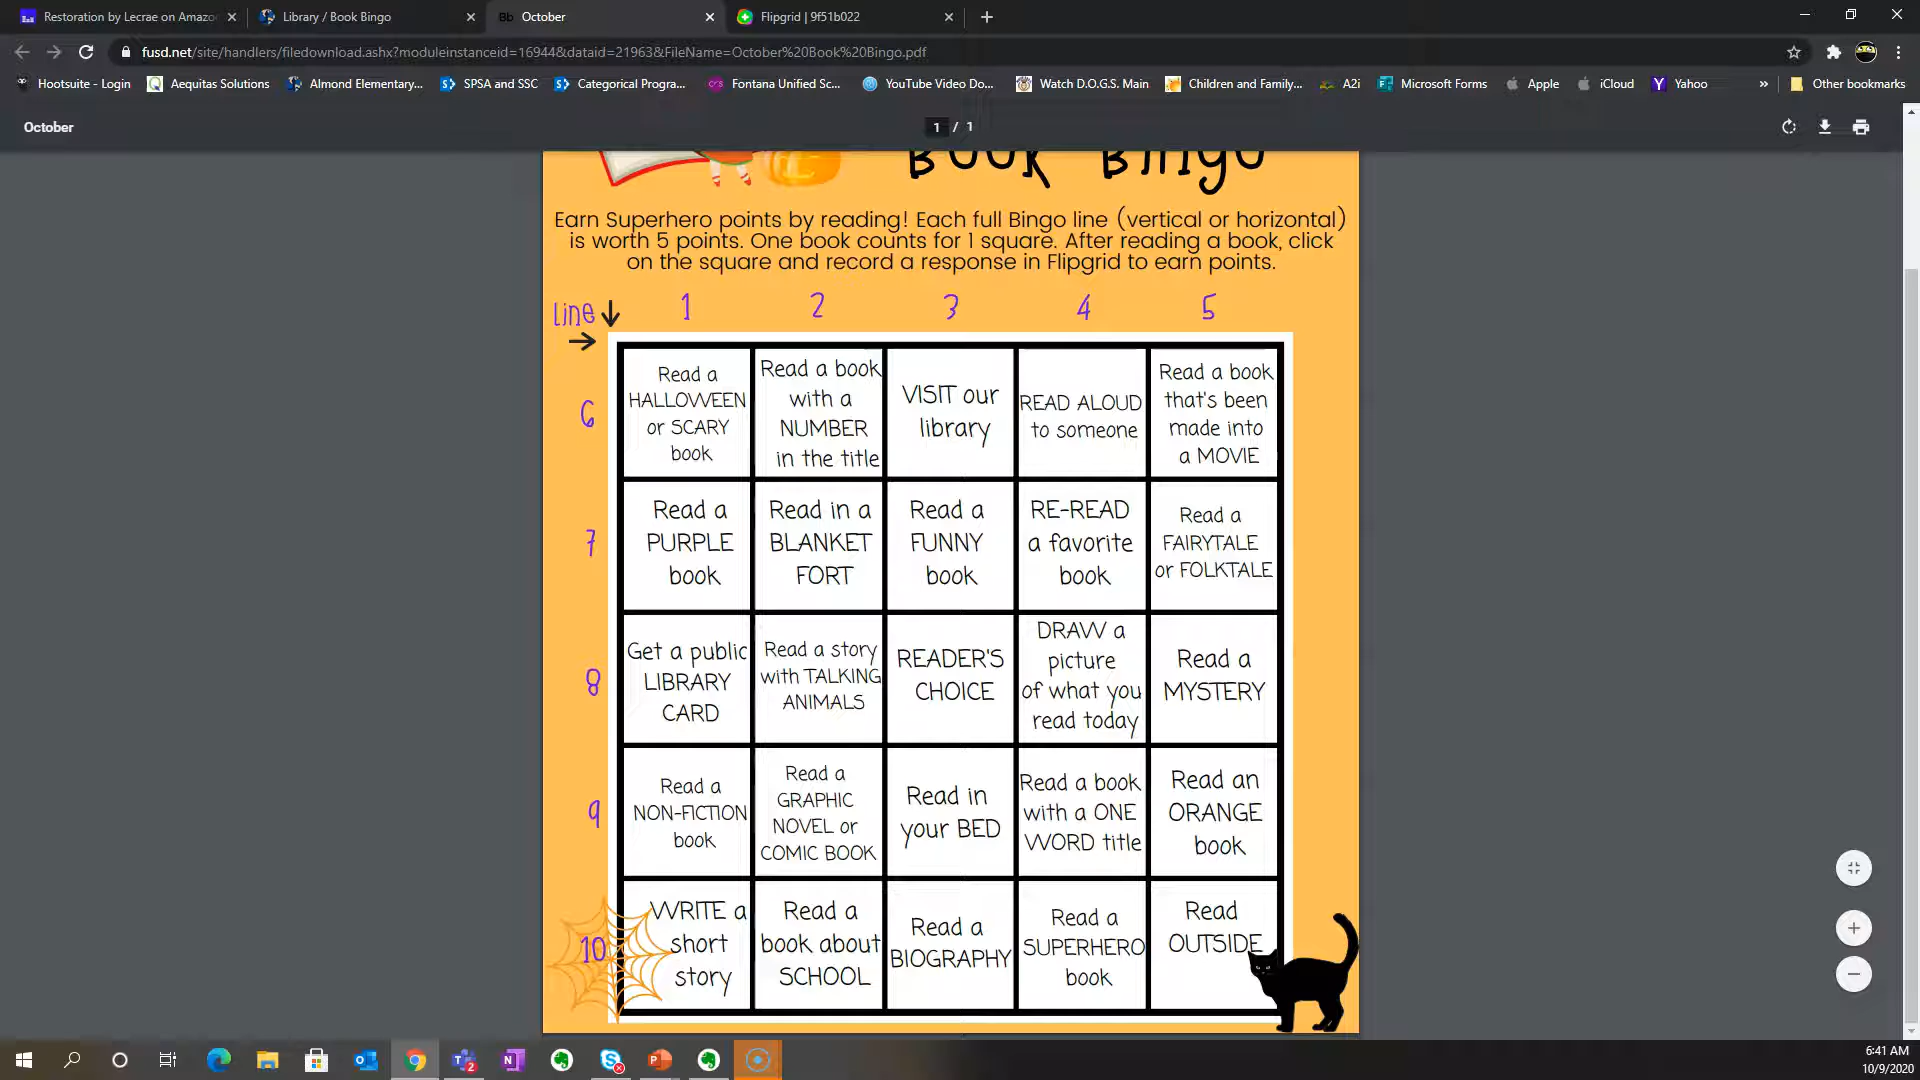 Restoration by Lecrae on Amazo
Library / Book Bingo
Bb October
Flipgrid | 9f51b022
fusd.net/site/handlers/filedownload.ashx?moduleinstanceid=16944&dataid=21963&FileName=October%20Book%20Bingo.pdf
Hootsuite - Login
Aequitas Solutions
Almond Elementary...
SPSA and SSC
Categorical Progra...
Fontana Unified Sc...
YouTube Video Do...
Watch D.O.G.S. Main
Children and Family...
A2i
Microsoft Forms
Apple
iCloud
Yahoo
»
Other bookmarks
October
1 / 1
Book Bingo
Earn Superhero points by reading! Each full Bingo line (vertical or horizontal)
is worth 5 points. One book counts for 1 square. After reading a book, click
on the square and record a response in Flipgrid to earn points.
Line 1 2 3 4 5
6
Read a
HALLOWEEN
or SCARY
book
Read a book
with a
NUMBER
in the title
VISIT our
library
READ ALOUD
to someone
Read a book
that's been
made into
a MOVIE
7
Read a
PURPLE
book
Read in a
BLANKET
FORT
Read a
FUNNY
book
RE-READ
a favorite
book
Read a
FAIRYTALE
or FOLKTALE
8
Get a public
LIBRARY
CARD
Read a story
with TALKING
ANIMALS
READER'S
CHOICE
DRAW a
picture
of what you
read today
Read a
MYSTERY
9
Read a
NON-FICTION
book
Read a
GRAPHIC
NOVEL or
COMIC BOOK
Read in
your BED
Read a book
with a ONE
WORD title
Read an
ORANGE
book
10
WRITE a
short
story
Read a
book about
SCHOOL
Read a
BIOGRAPHY
Read a
SUPERHERO
book
Read
OUTSIDE
6:41 AM
10/9/2020